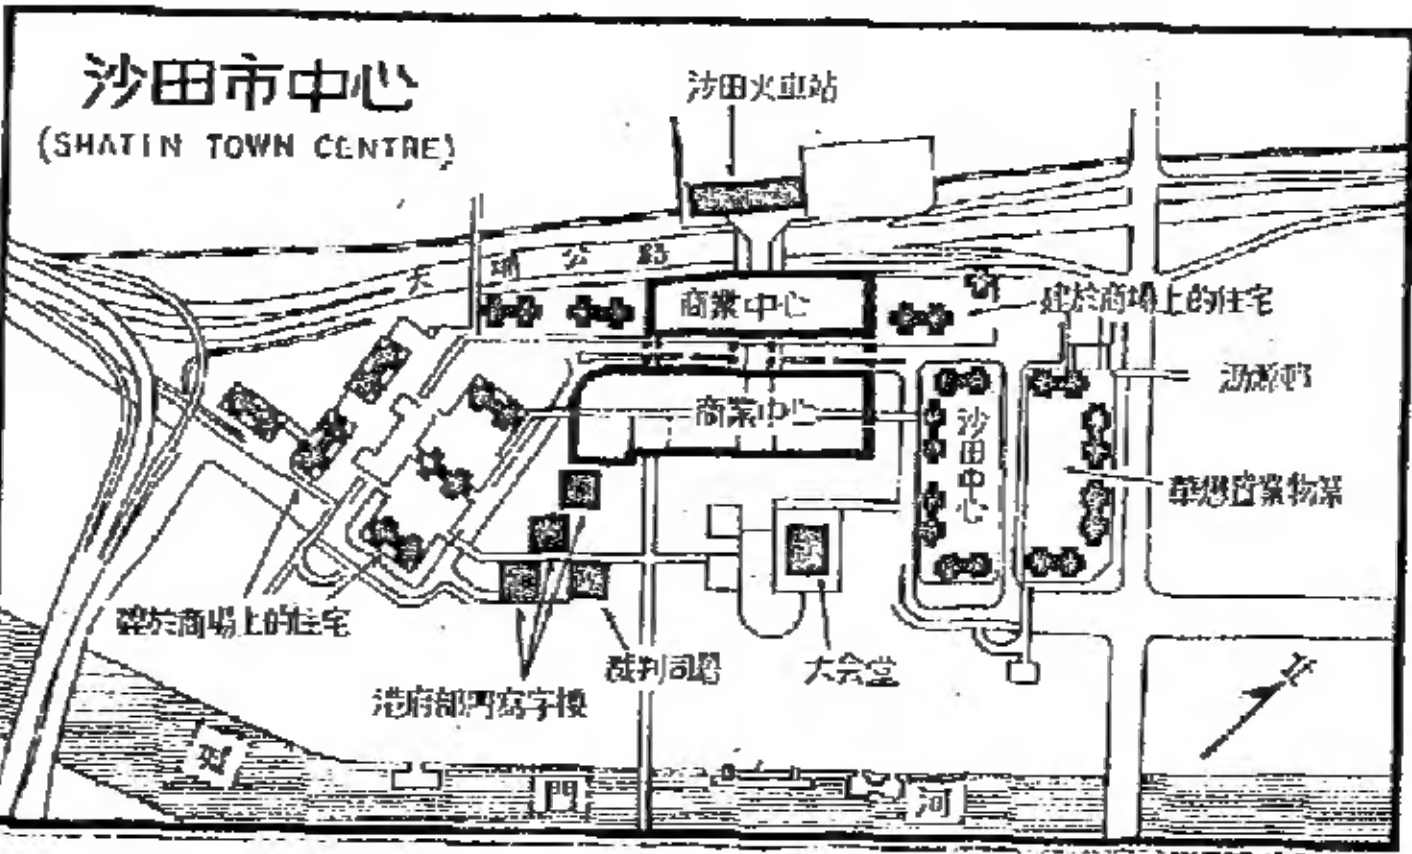 沙田市中心
(SHATIN TOWN CENTRE)
沙田火車站
大埔公路
商業中心
建於商場上的住宅
商業中心
沙田中心
建於商場上的住宅
裁判司署
大会堂
港府部門寫字樓
北
門
河